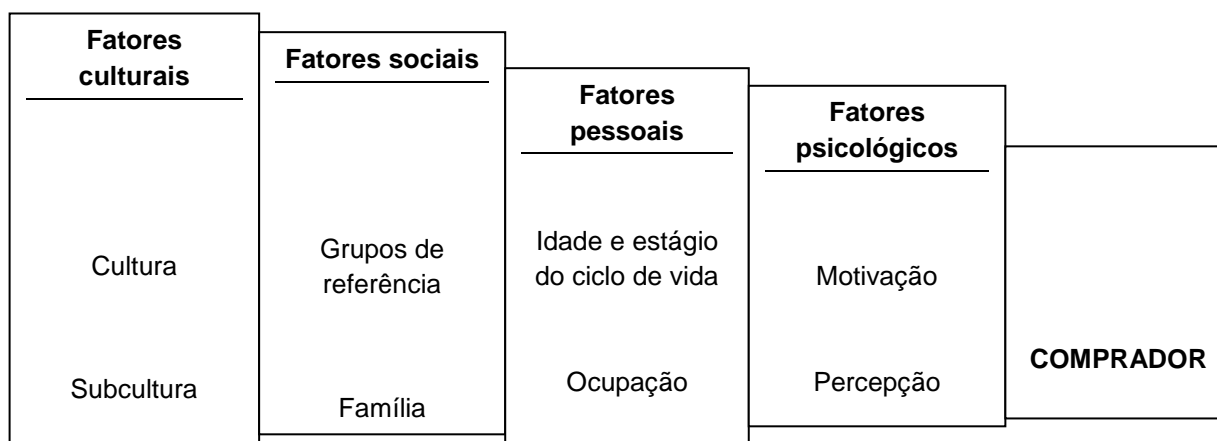 Fatores
culturais
Cultura
Subcultura
Fatores sociais
Grupos de
referência
Família
Fatores
pessoais
Idade e estágio
do ciclo de vida
Ocupação
Fatores
psicológicos
Motivação
Percepção
COMPRADOR